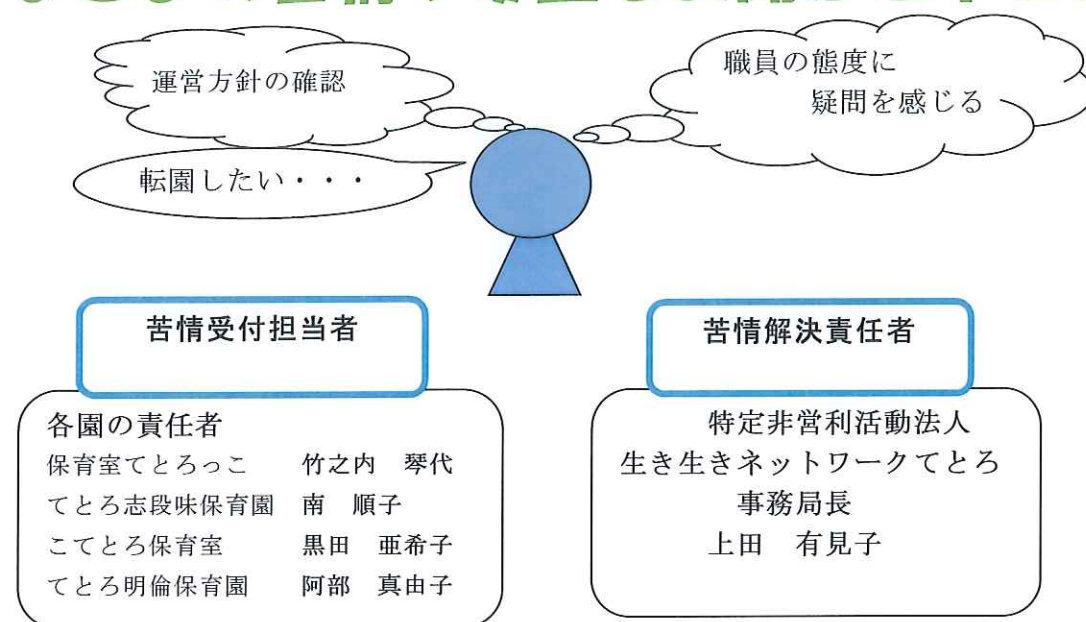 運営方針の確認
職員の態度に
疑問を感じる
転園したい・・・
苦情受付担当者
各園の責任者
保育室てとろっこ　竹之内　琴代
てとろ志段味保育園　南　順子
こてとろ保育室　黒田　亜希子
てとろ明倫保育園　阿部　真由子
苦情解決責任者
特定非営利活動法人
生き生きネットワークてとろ
事務局長
上田　有見子